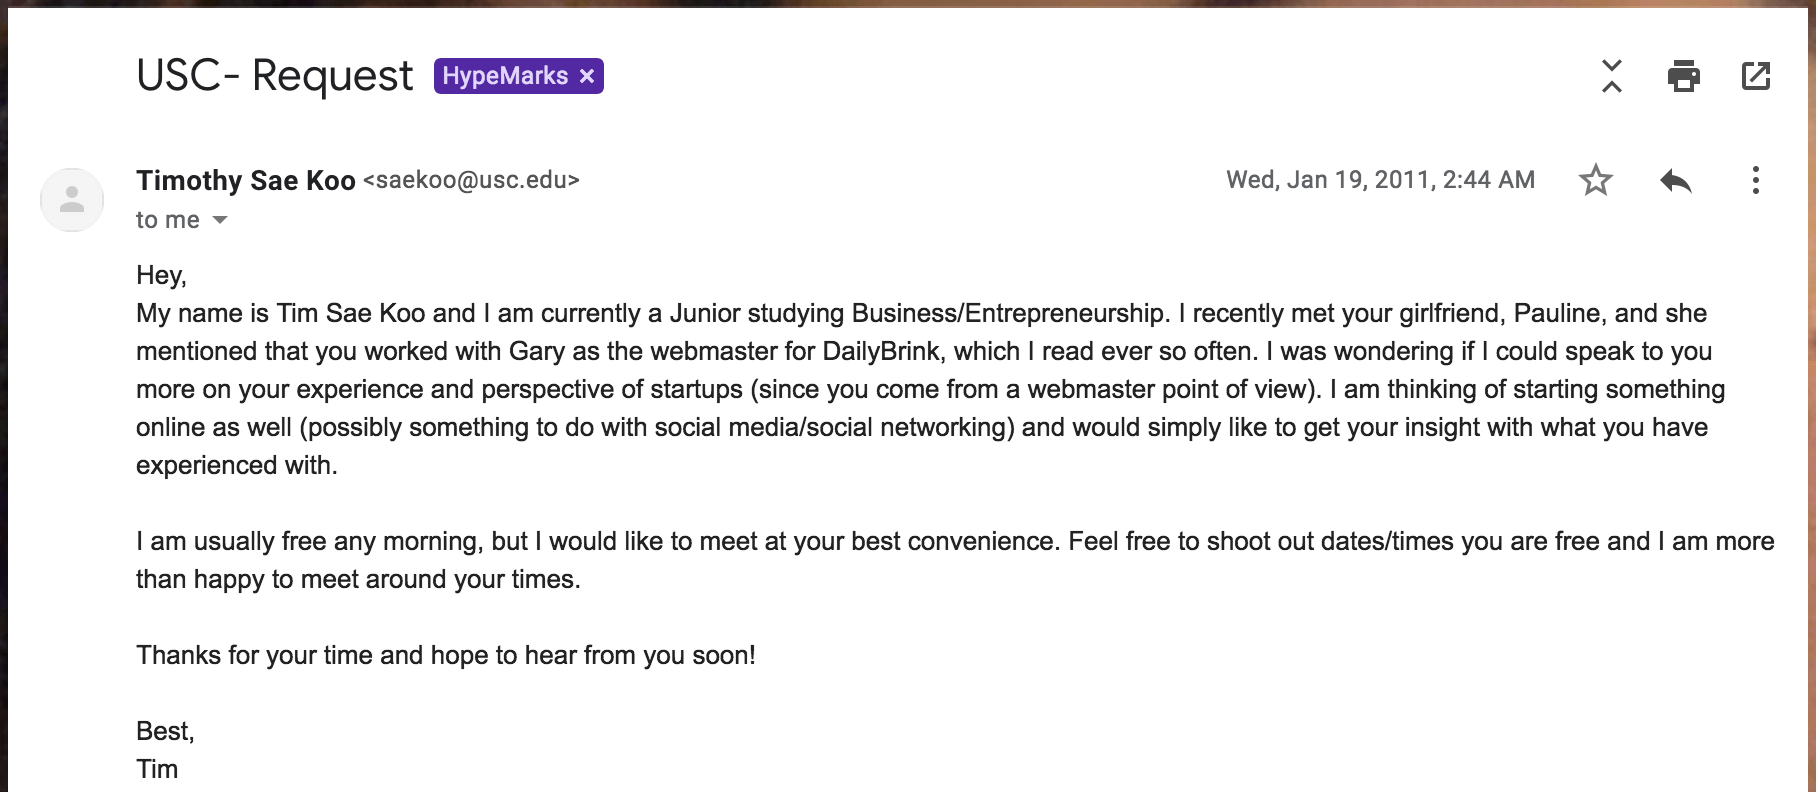 USC- Request HypeMarks ×
Timothy Sae Koo <saekoo@usc.edu> Wed, Jan 19, 2011, 2:44 AM
to me
Hey,
My name is Tim Sae Koo and I am currently a Junior studying Business/Entrepreneurship. I recently met your girlfriend, Pauline, and she
mentioned that you worked with Gary as the webmaster for DailyBrink, which I read ever so often. I was wondering if I could speak to you
more on your experience and perspective of startups (since you come from a webmaster point of view). I am thinking of starting something
online as well (possibly something to do with social media/social networking) and would simply like to get your insight with what you have
experienced with.
I am usually free any morning, but I would like to meet at your best convenience. Feel free to shoot out dates/times you are free and I am more
than happy to meet around your times.
Thanks for your time and hope to hear from you soon!
Best,
Tim